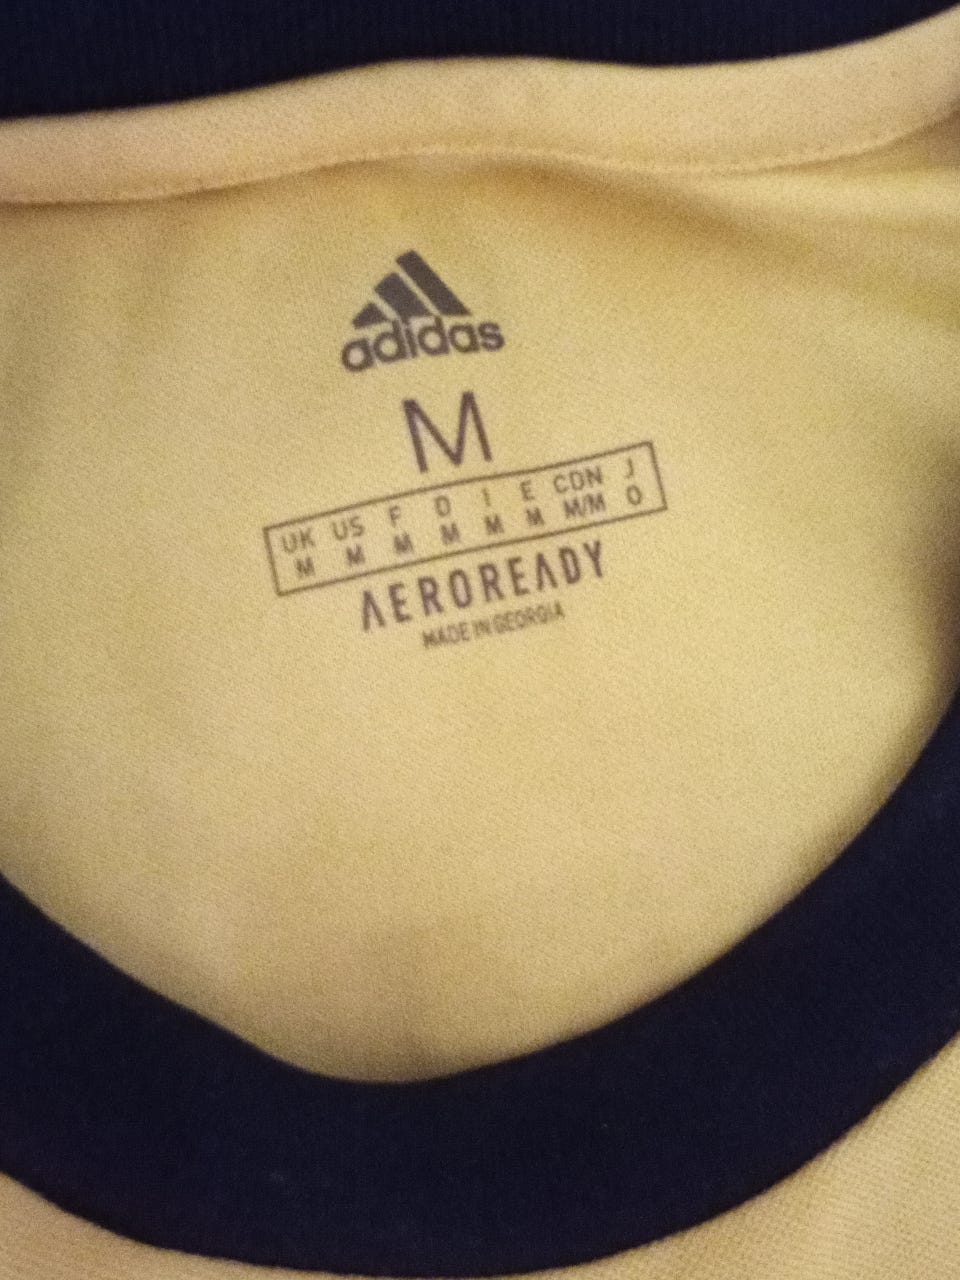 adidas
M
UK US F D I E CDN J
M M M M M M M/M O
AEROREADY
MADE IN GEORGIA